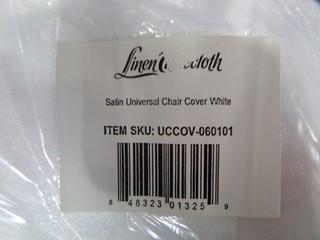 Linen Tablecloth
Satin Universal Chair Cover White
ITEM SKU: UCCOV-060101
8 48323 01325 9